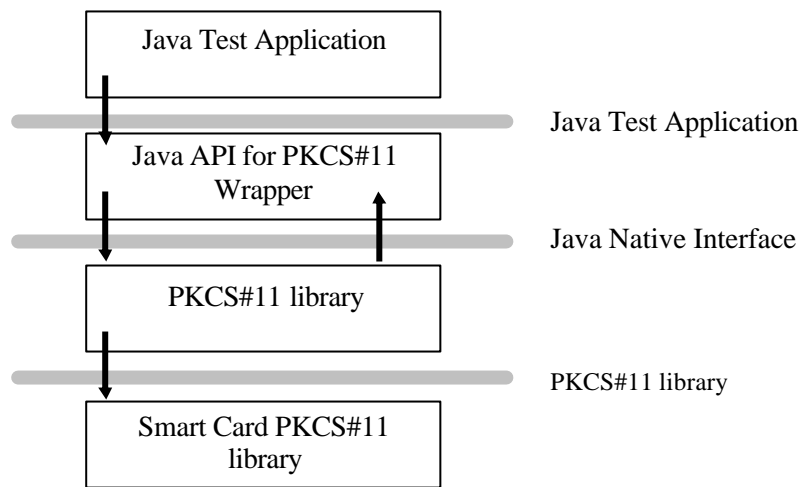 Java Test Application
Java Test Application
Java API for PKCS#11
Wrapper
Java Native Interface
PKCS#11 library
PKCS#11 library
Smart Card PKCS#11
library